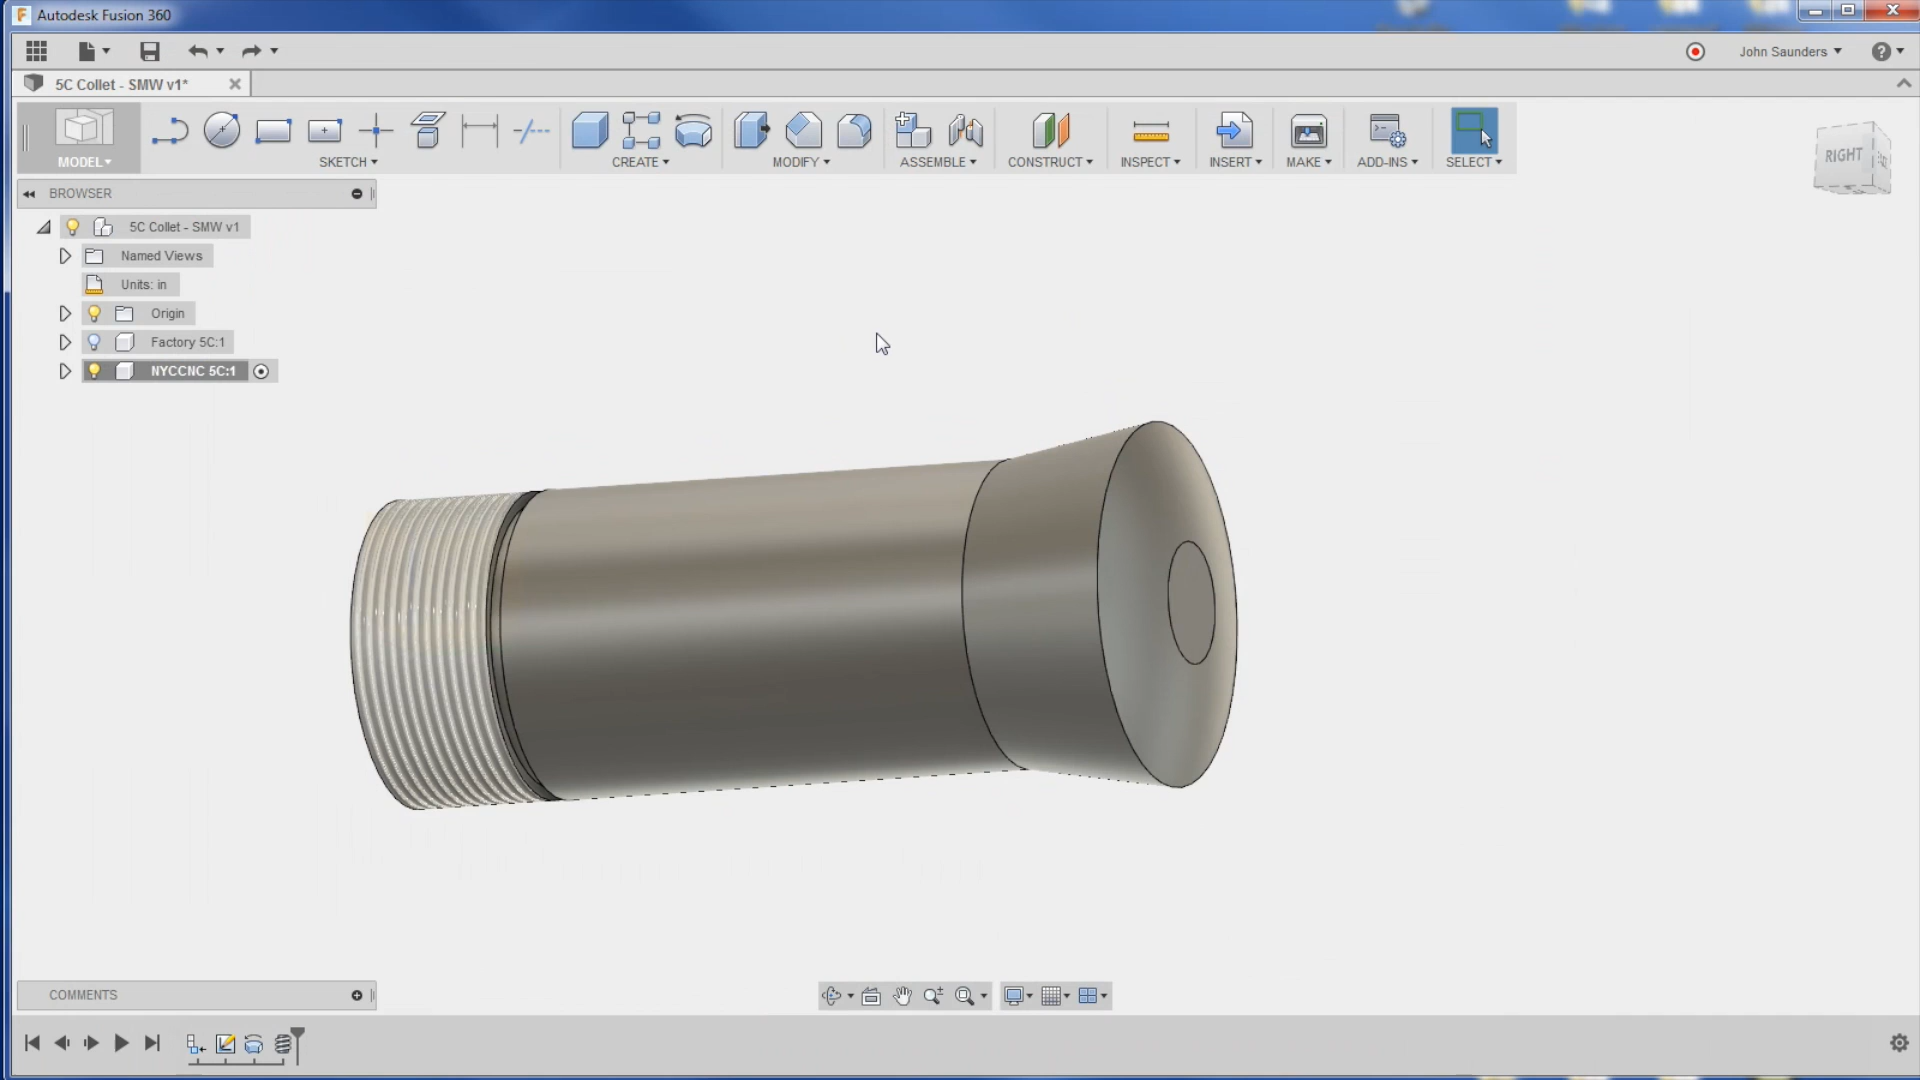 Autodesk Fusion 360
John Saunders
5C Collet - SMW v1*
MODEL
SKETCH
CREATE
MODIFY
ASSEMBLE
CONSTRUCT
INSPECT
INSERT
MAKE
ADD-INS
SELECT
RIGHT
BROWSER
5C Collet - SMW v1
Named Views
Units: in
Origin
Factory 5C:1
NYCCNC 5C:1
COMMENTS